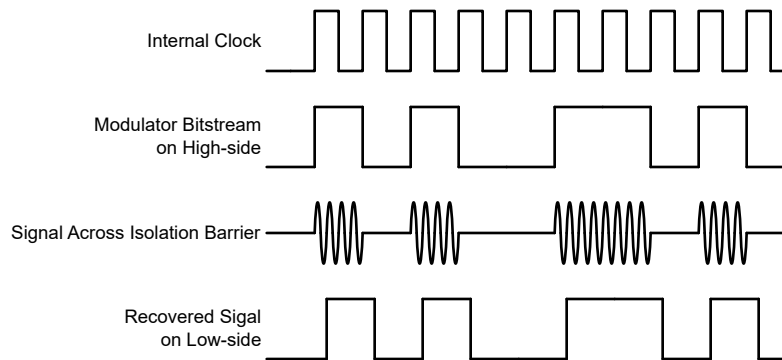 Internal Clock
Modulator Bitstream
on High-side
Signal Across Isolation Barrier
Recovered Sigal
on Low-side